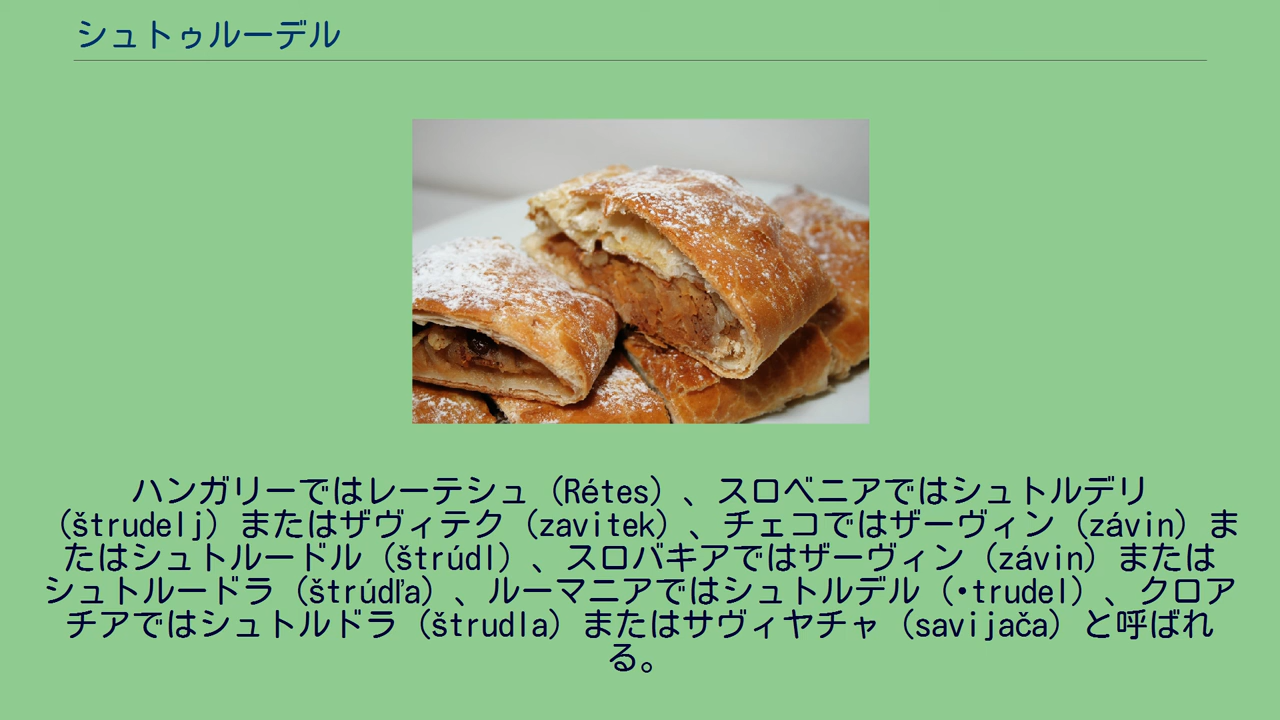 シュトゥルーデル
ハンガリーではレーテシュ（Rétes）、スロベニアではシュトルデリ
（štrudelj）またはザヴィテク（zavitek）、チェコではザーヴィン（závin）ま
たはシュトルードル（štrúdl）、スロバキアではザーヴィン（závin）または
シュトルードラ（štrúdľa）、ルーマニアではシュトルデル（•trudel）、クロア
チアではシュトルドラ（štrudla）またはサヴィヤチャ（savijača）と呼ばれ
る。